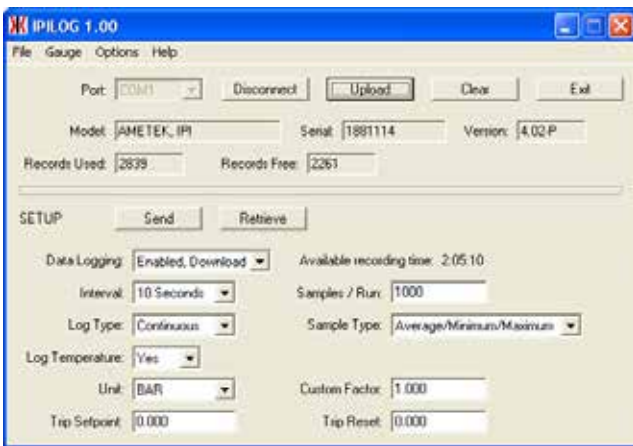 IPILOG 1.00
File Gauge Options Help
Port: COM1 Disconnect Upload Clear Exit
Model: AMETEK, IPI Serial: 1881114 Version: 4.02-P
Records Used: 2839 Records Free: 2261
SETUP Send Retrieve
Data Logging: Enabled, Download Available recording time: 2:05:10
Interval: 10 Seconds Samples / Run: 1000
Log Type: Continuous Sample Type: Average/Minimum/Maximum
Log Temperature: Yes
Unit: BAR Custom Factor: 1.000
Trip Setpoint: 0.000 Trip Reset: 0.000